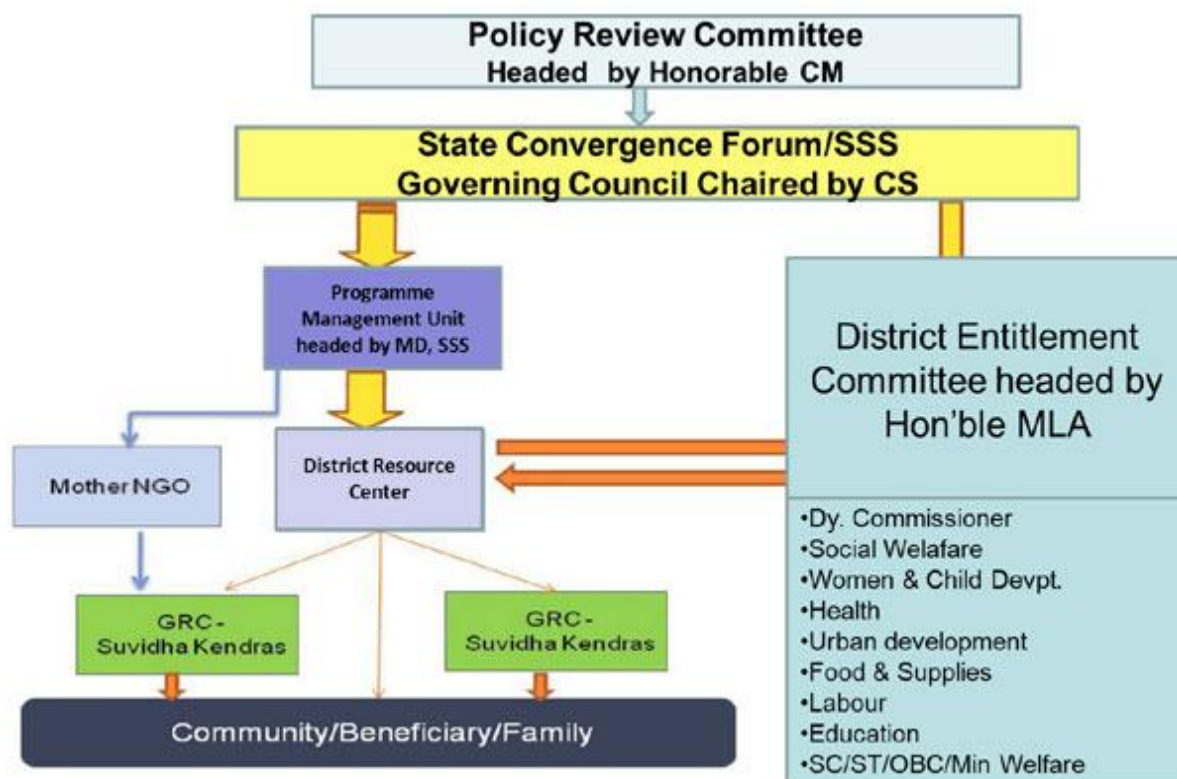 Policy Review Committee
Headed by Honorable CM
State Convergence Forum/SSS
Governing Council Chaired by CS
Programme
Management Unit
headed by MD, SSS
District Entitlement
Committee headed by
Hon'ble MLA
Mother NGO
District Resource
Center
•Dy. Commissioner
•Social Welafare
•Women & Child Devpt.
•Health
•Urban development
•Food & Supplies
•Labour
•Education
•SC/ST/OBC/Min Welfare
GRC-
Suvidha Kendras
GRC-
Suvidha Kendras
Community/Beneficiary/Family